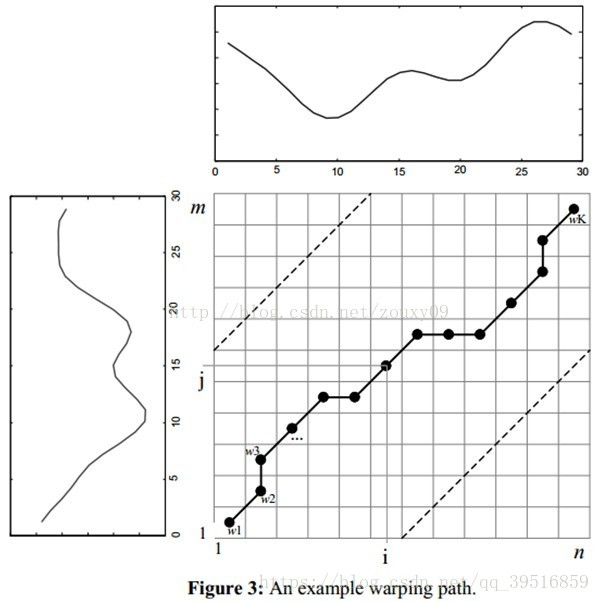 0 5 10 15 20 25 30
m
30
25
20
15
10
5
0
http://blog.csdn.net/zouxy09
wK
j
w3
...
w2
w1
1
1 i n
Figure 3: An example warping path.
https://blog.csdn.net/qq_39516859